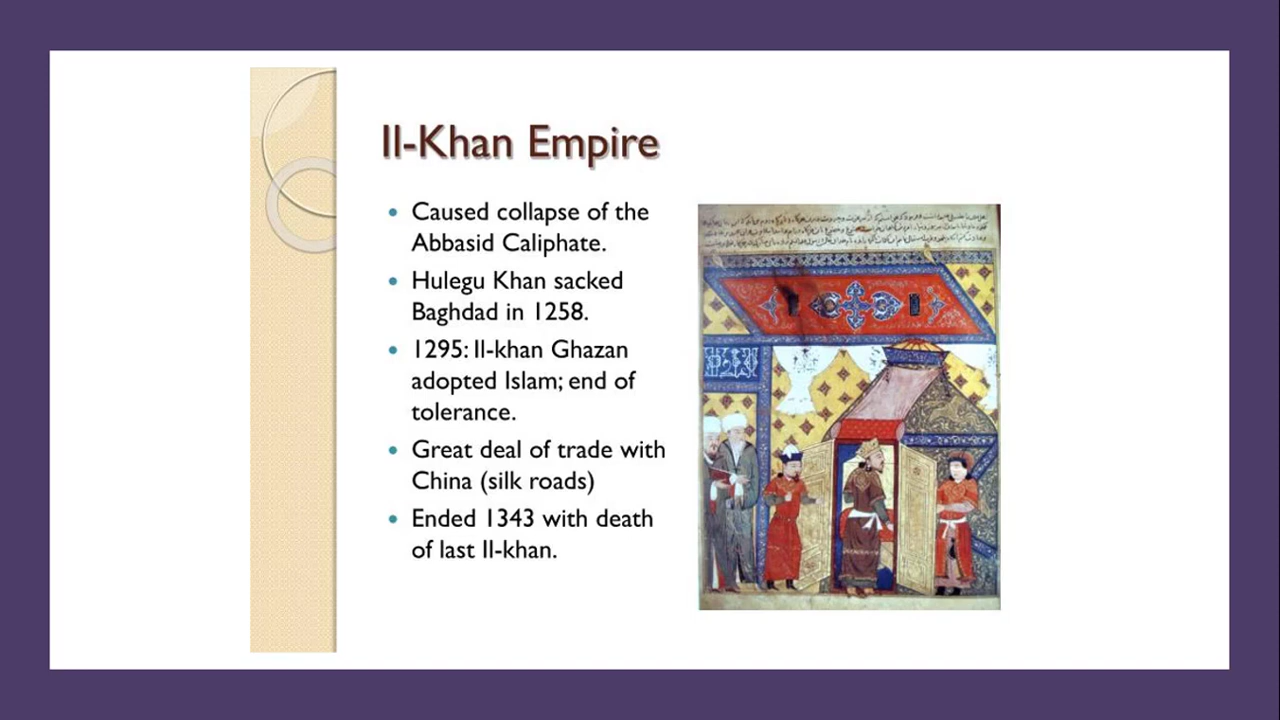 Il-Khan Empire
• Caused collapse of the
Abbasid Caliphate.
• Hulegu Khan sacked
Baghdad in 1258.
• 1295: Il-khan Ghazan
adopted Islam; end of
tolerance.
• Great deal of trade with
China (silk roads)
• Ended 1343 with death
of last Il-khan.